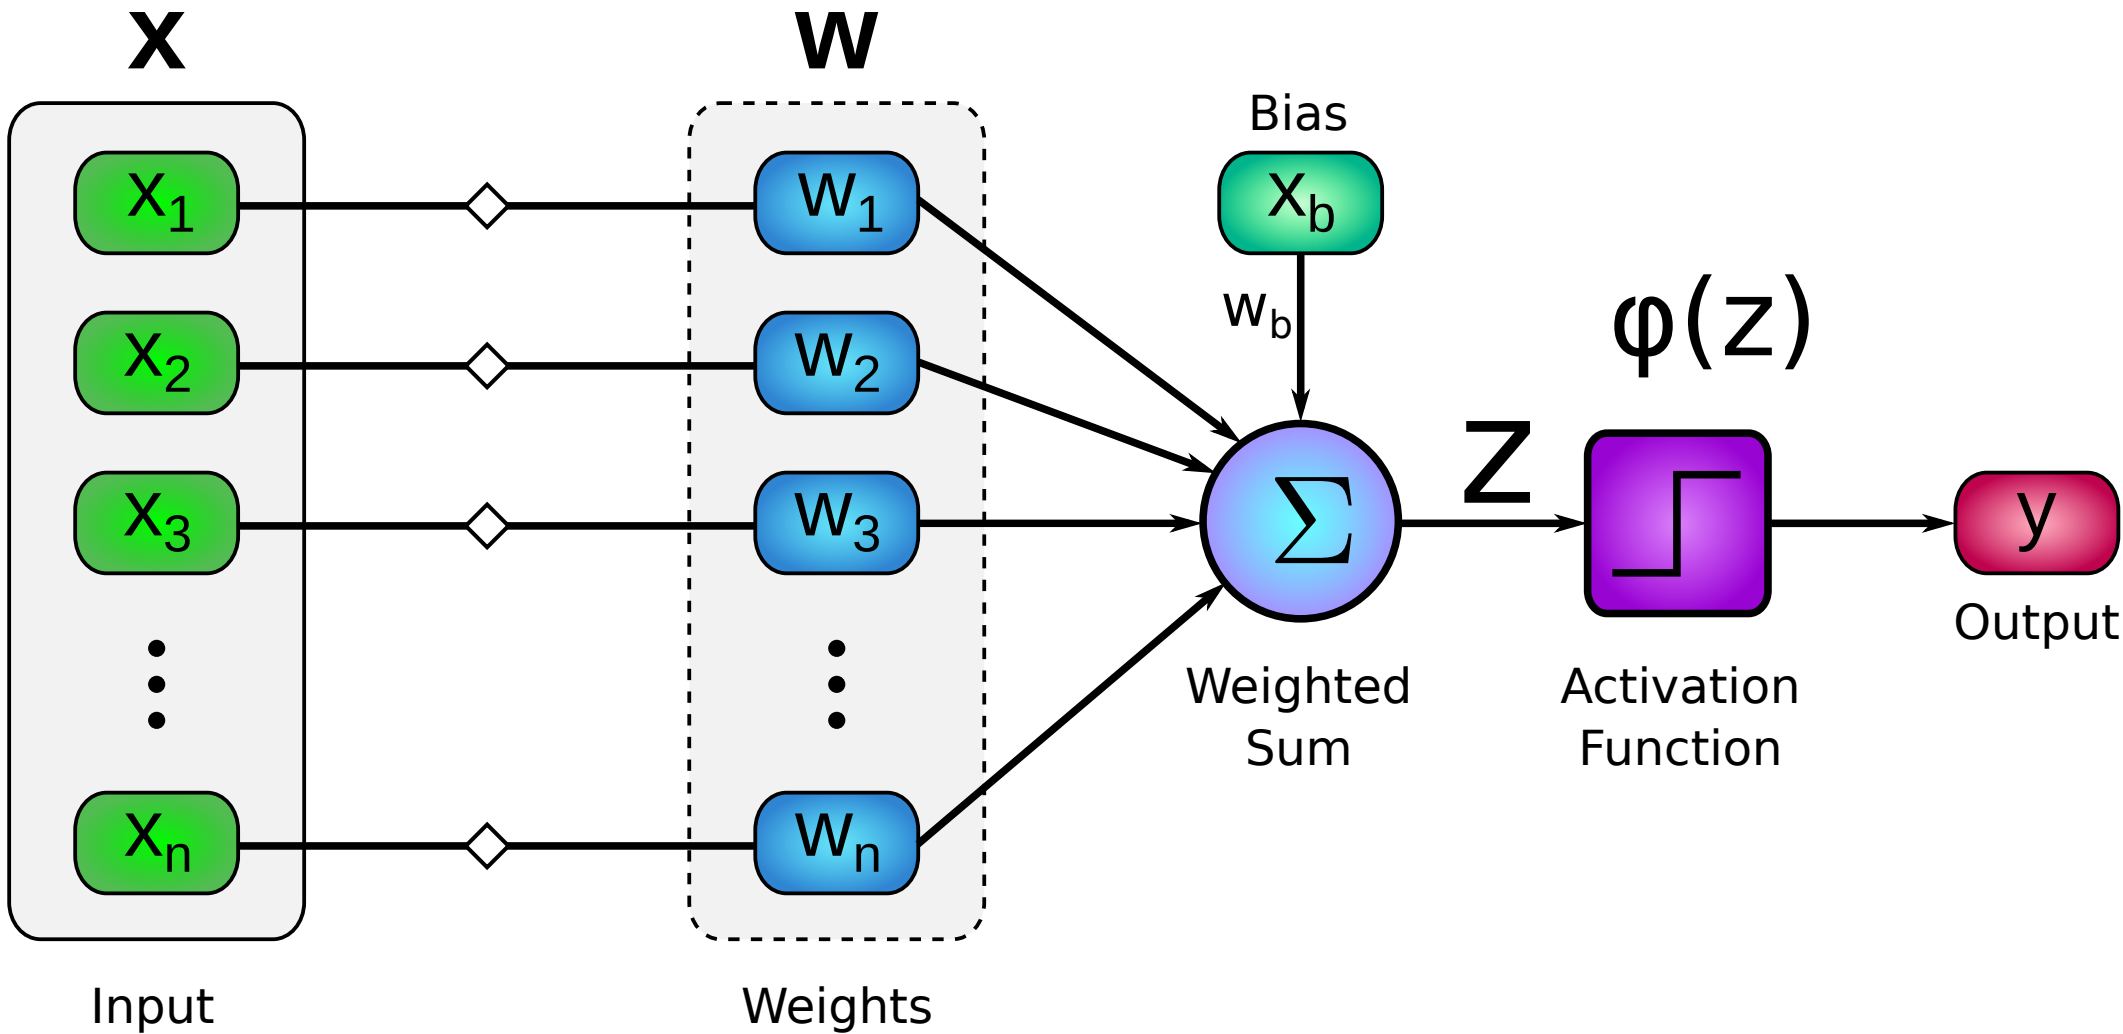 x
w
Bias
x1
w1
xb
wb
φ(z)
x2
w2
z
x3
w3
Σ
y
Output
Weighted
Sum
Activation
Function
xn
wn
Input
Weights